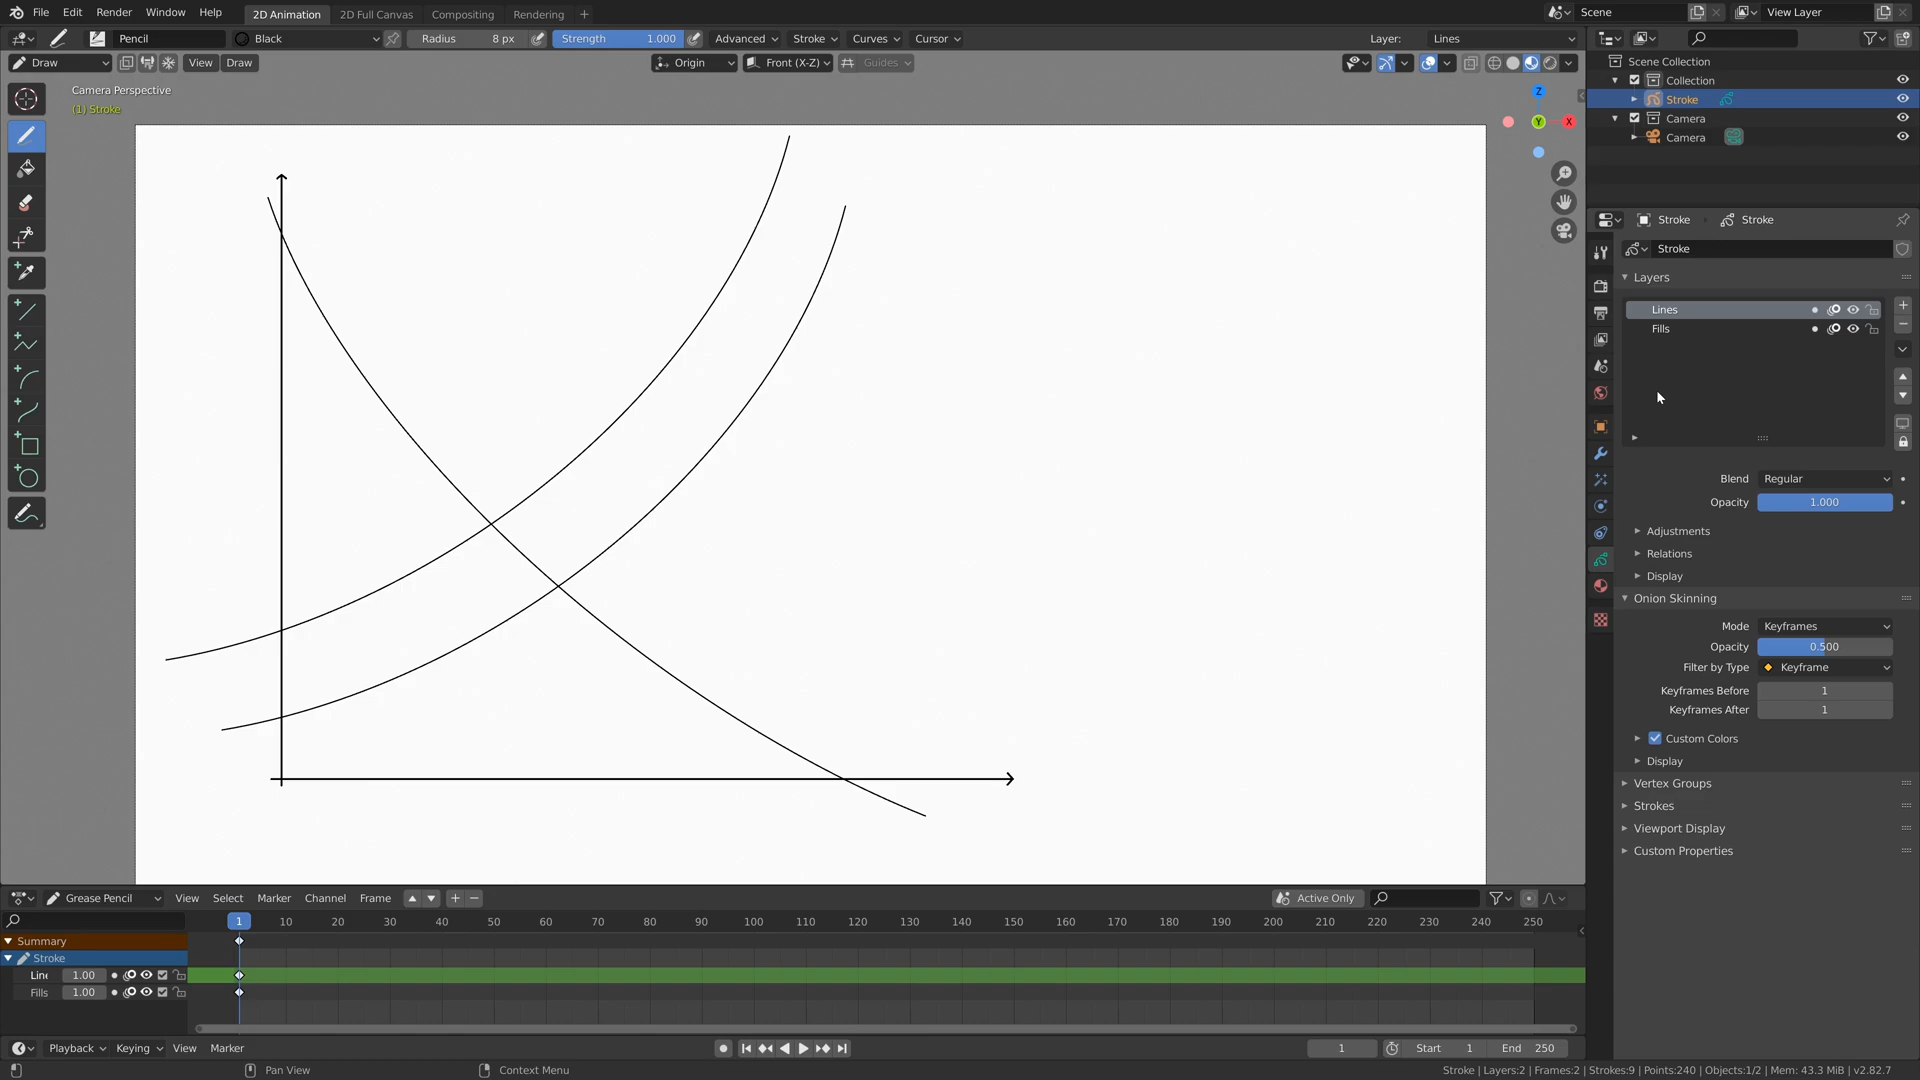 File Edit Render Window Help 2D Animation 2D Full Canvas Compositing Rendering + Scene View Layer
Pencil Black Radius 8 px Strength 1.000 Advanced Stroke Curves Cursor Layer: Lines
Draw View Draw Origin Front (X-Z) Guides
Camera Perspective
(1) Stroke
Z
Y
X
Scene Collection
Collection
Stroke
Camera
Camera
Stroke Stroke
Stroke
Layers
Lines
Fills
Blend Regular
Opacity 1.000
Adjustments
Relations
Display
Onion Skinning
Mode Keyframes
Opacity 0.500
Filter by Type Keyframe
Keyframes Before 1
Keyframes After 1
Custom Colors
Display
Vertex Groups
Strokes
Viewport Display
Custom Properties
Grease Pencil View Select Marker Channel Frame Active Only
1 10 20 30 40 50 60 70 80 90 100 110 120 130 140 150 160 170 180 190 200 210 220 230 240 250
Summary
Stroke
Line 1.00
Fills 1.00
Playback Keying View Marker 1 Start 1 End 250
Pan View Context Menu Stroke | Layers:2 | Frames:2 | Strokes:9 | Points:240 | Objects:1/2 | Mem: 43.3 MiB | v2.82.7